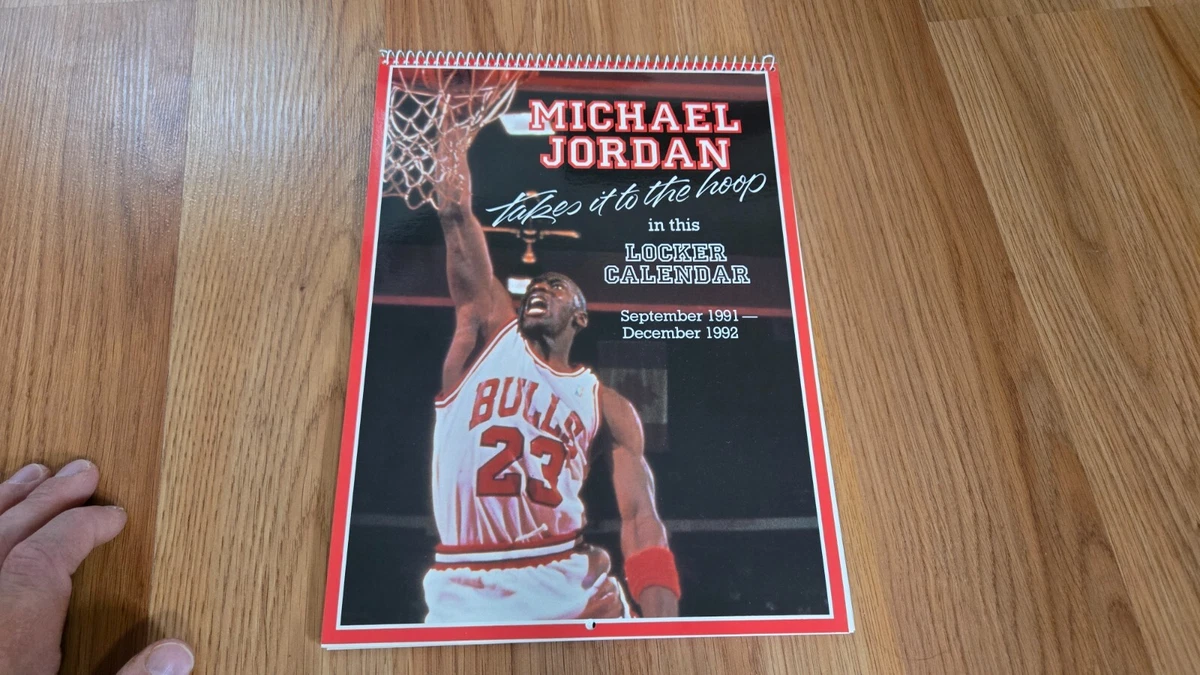 MICHAEL
JORDAN
takes it to the hoop
in this
LOCKER
CALENDAR
September 1991—
December 1992
BULLS
23